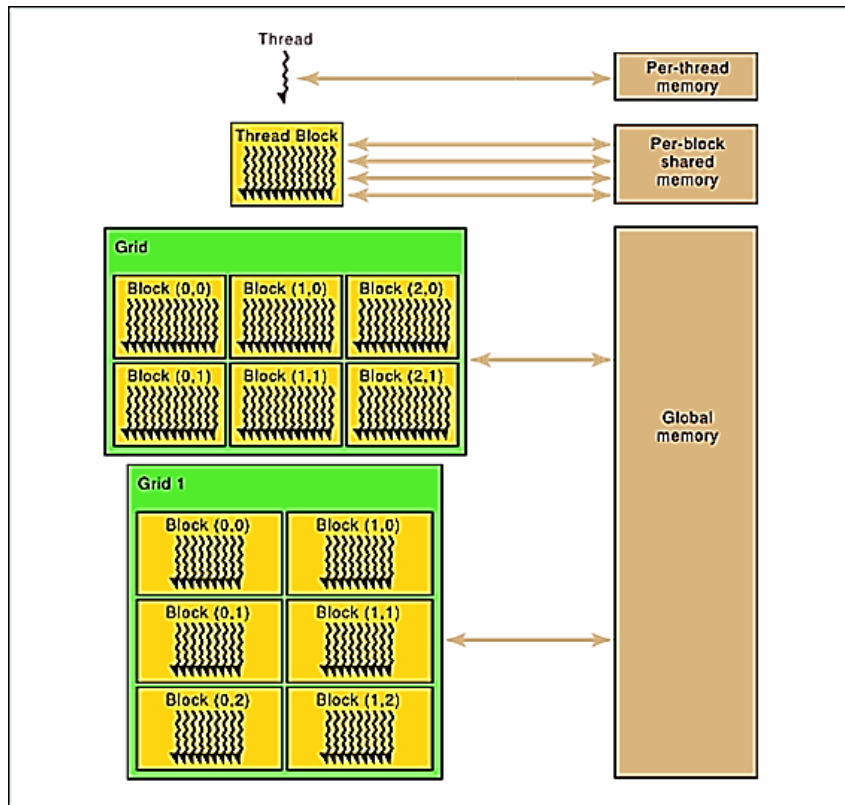 Thread
Per-thread
memory
Thread Block
Per-block
shared
memory
Grid
Block (0,0) Block (1,0) Block (2,0)
Block (0,1) Block (1,1) Block (2,1)
Global
memory
Grid 1
Block (0,0) Block (1,0)
Block (0,1) Block (1,1)
Block (0,2) Block (1,2)